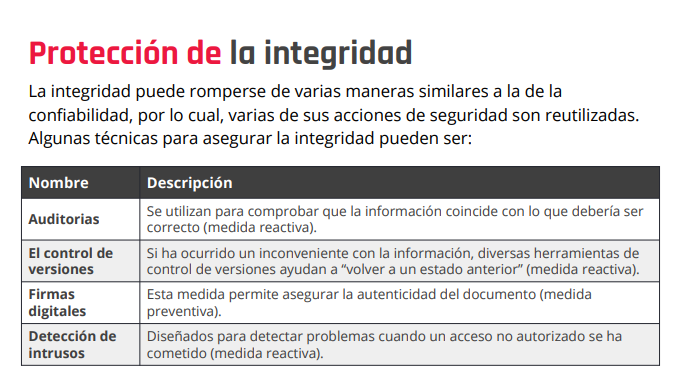 Protección de la integridad
La integridad puede romperse de varias maneras similares a la de la
confiabilidad, por lo cual, varias de sus acciones de seguridad son reutilizadas.
Algunas técnicas para asegurar la integridad pueden ser:
Nombre Descripción
Auditorias
Se utilizan para comprobar que la información coincide con lo que debería ser
correcto (medida reactiva).
El control de
versiones
Si ha ocurrido un inconveniente con la información, diversas herramientas de
control de versiones ayudan a “volver a un estado anterior” (medida reactiva).
Firmas
digitales
Esta medida permite asegurar la autenticidad del documento (medida
preventiva).
Detección de
intrusos
Diseñados para detectar problemas cuando un acceso no autorizado se ha
cometido (medida reactiva).